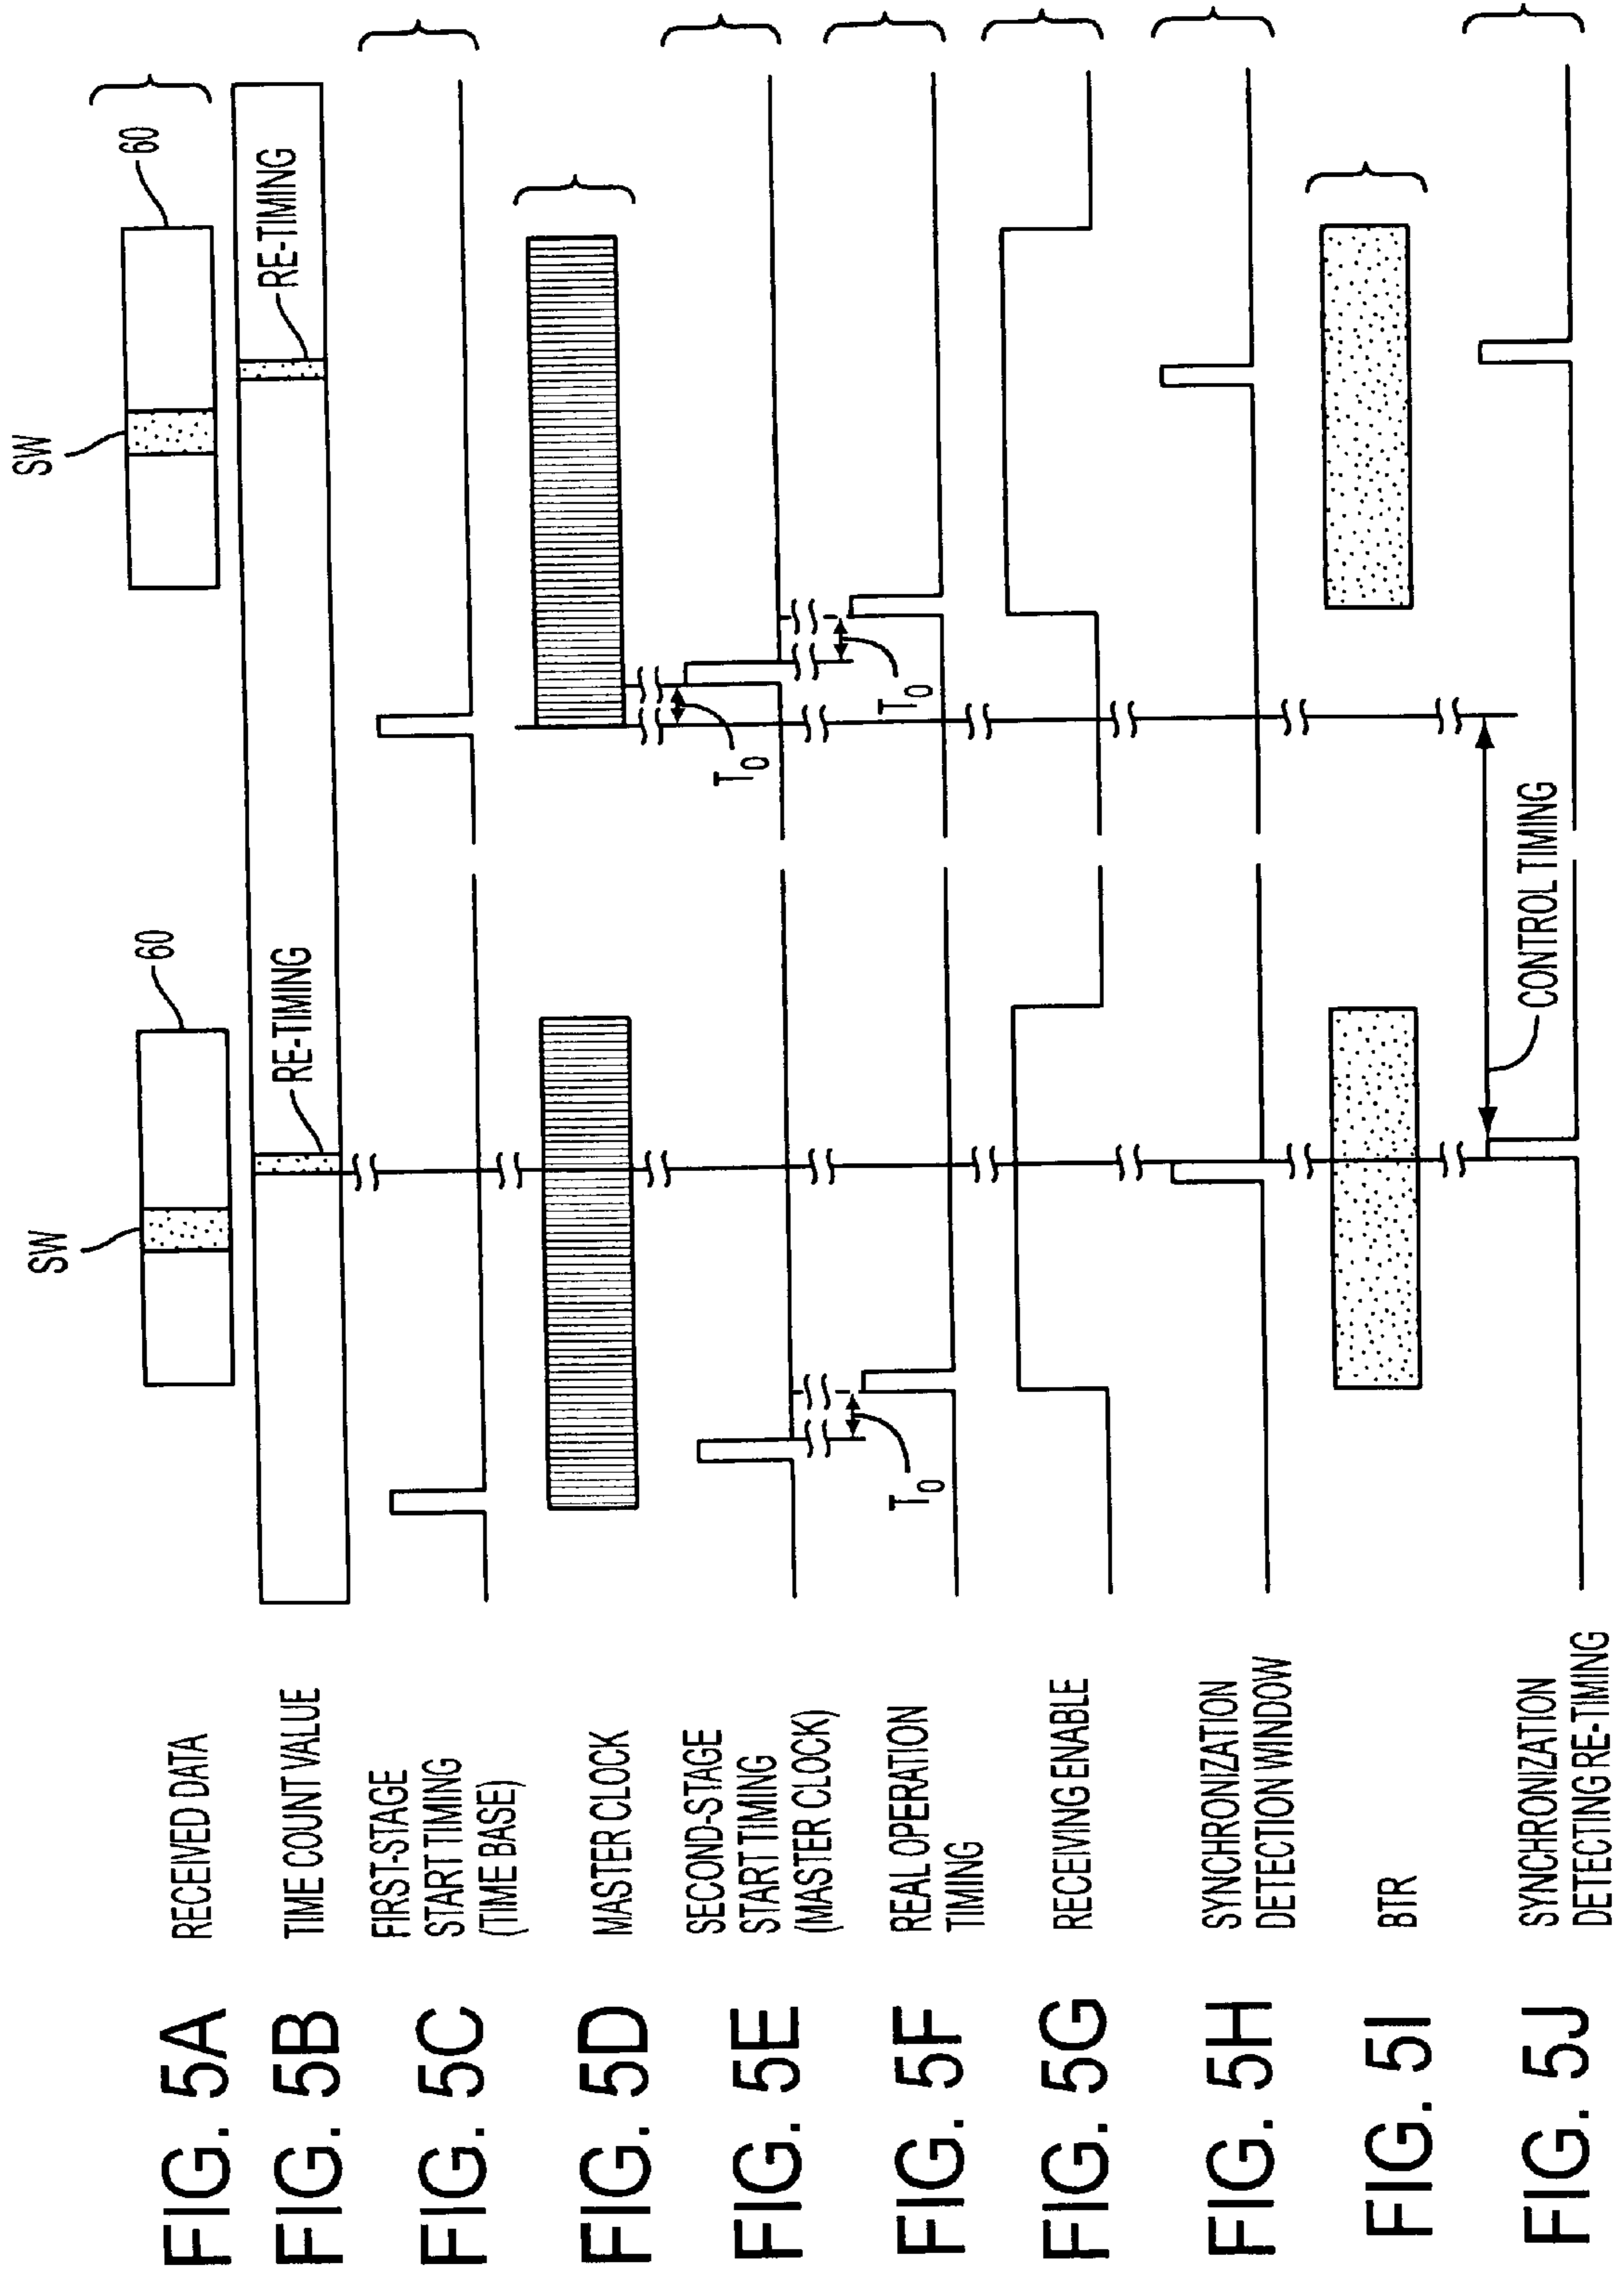 FIG. 5A
RECEIVED DATA
SW
60
SW
60
FIG. 5B
TIME COUNT VALUE
RE-TIMING
RE-TIMING
FIG. 5C
FIRST-STAGE
START TIMING
(TIME BASE)
FIG. 5D
MASTER CLOCK
T0
FIG. 5E
SECOND-STAGE
START TIMING
(MASTER CLOCK)
T0
T0
FIG. 5F
REAL OPERATION
TIMING
FIG. 5G
RECEIVING ENABLE
FIG. 5H
SYNCHRONIZATION
DETECTION WINDOW
FIG. 5I
BTR
FIG. 5J
SYNCHRONIZATION
DETECTING RE-TIMING
CONTROL TIMING